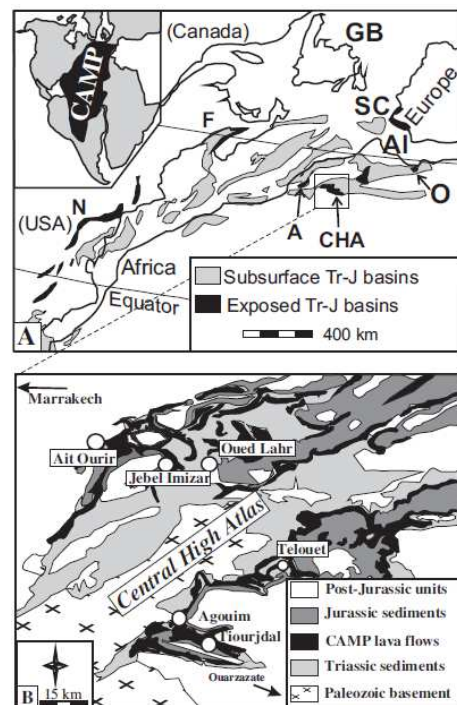 CAMP
(Canada)
GB
SC
Europe
AI
F
N
O
(USA)
A
CHA
Africa
Equator
Subsurface Tr-J basins
Exposed Tr-J basins
400 km
A
Marrakech
Ait Ourir
Oued Lahr
Jebel Imizar
Central High Atlas
Telouet
Agouim
Tiourjdal
Ouarzazate
Post-Jurassic units
Jurassic sediments
CAMP lava flows
Triassic sediments
Paleozoic basement
B
15 km